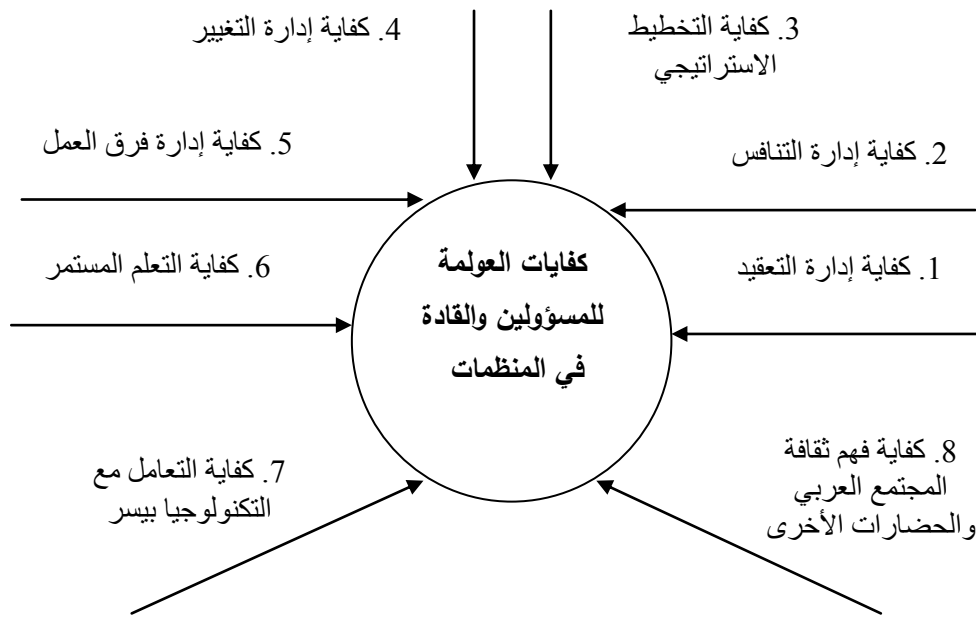 3. كفاية التخطيط
الاستراتيجي
4. كفاية إدارة التغيير
2. كفاية إدارة التنافس
5. كفاية إدارة فرق العمل
كفايات العولمة
للمسؤولين والقادة
في المنظمات
1. كفاية إدارة التعقيد
6. كفاية التعلم المستمر
8. كفاية فهم ثقافة
المجتمع العربي
والحضارات الأخرى
7. كفاية التعامل مع
التكنولوجيا بيسر